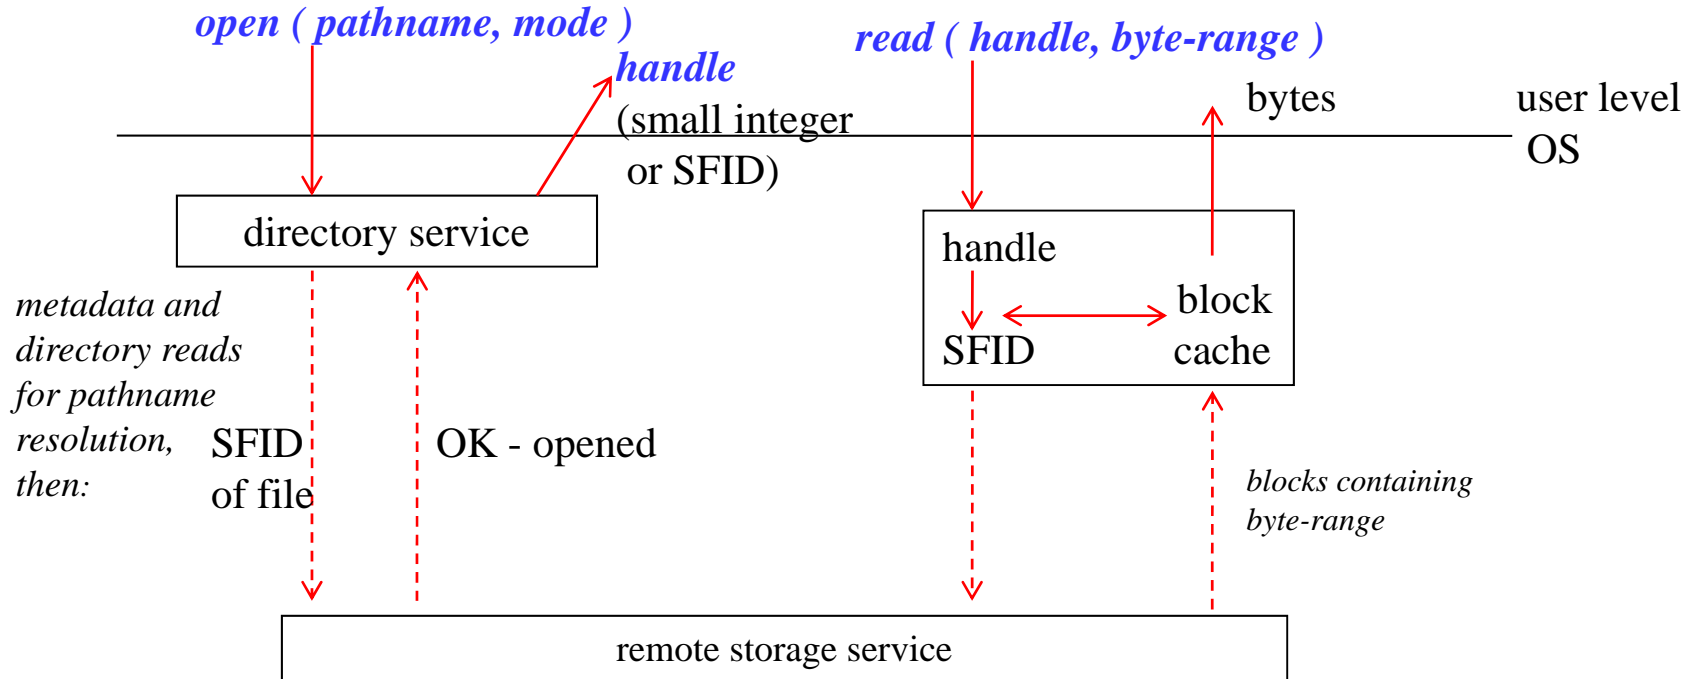 open ( pathname, mode )
handle
(small integer
or SFID)
read ( handle, byte-range )
bytes
user level
OS
directory service
handle
SFID
block
cache
metadata and
directory reads
for pathname
resolution,
then:
SFID
of file
OK - opened
blocks containing
byte-range
remote storage service